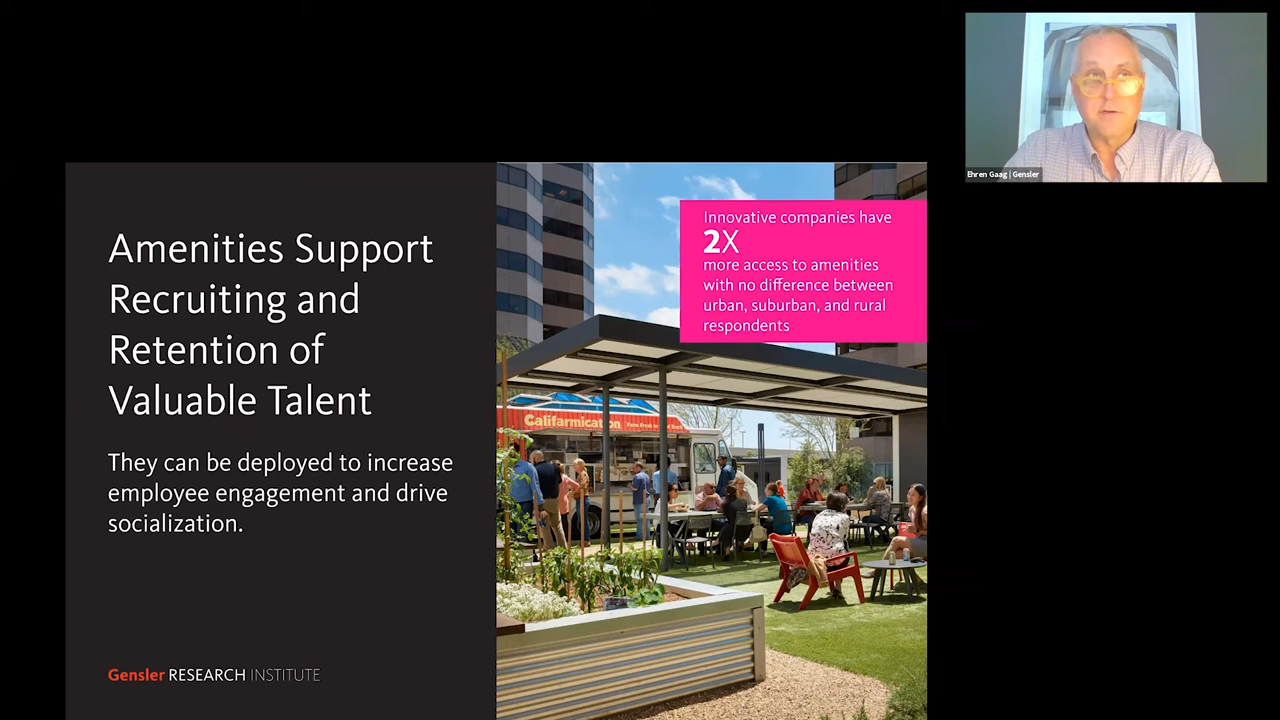 Ehren Gaag | Gensler
Amenities Support
Recruiting and
Retention of
Valuable Talent
They can be deployed to increase
employee engagement and drive
socialization.
Gensler RESEARCH INSTITUTE
Innovative companies have
2X
more access to amenities
with no difference between
urban, suburban, and rural
respondents
Califarmication